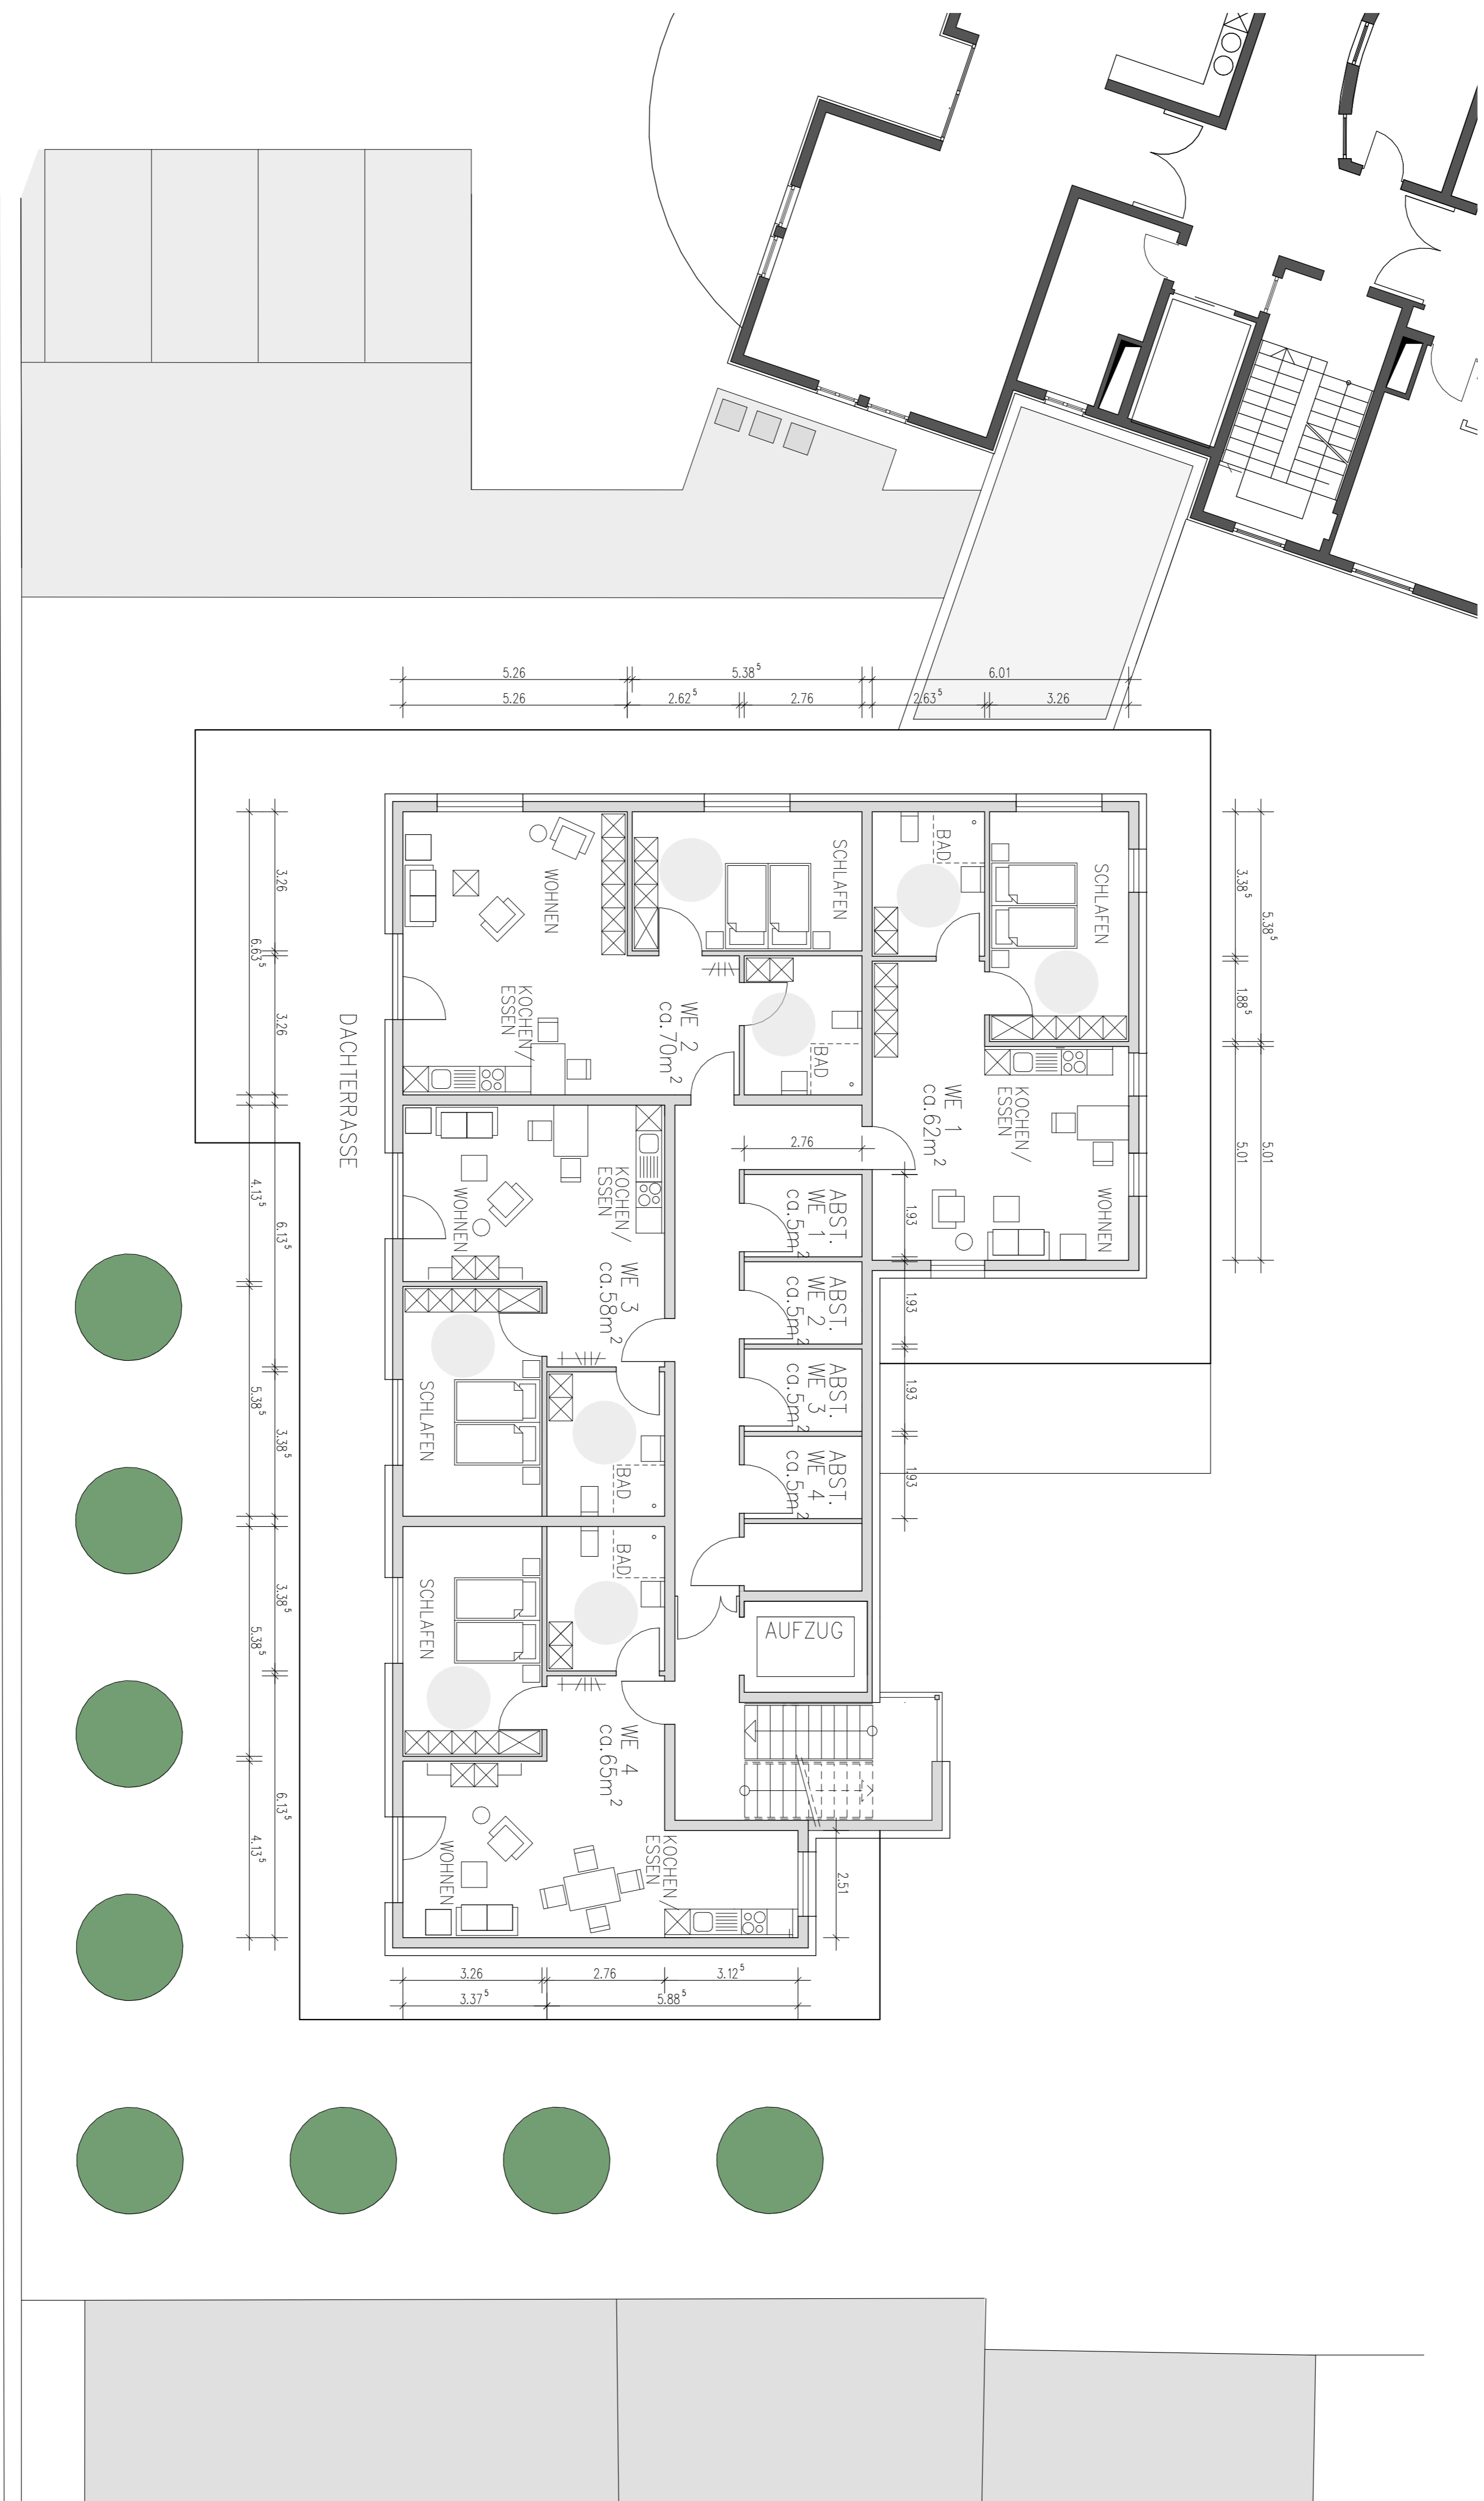 5.26
5.38⁵
6.01
5.26
2.62⁵
2.76
2.63⁵
3.26
3.26
6.63⁵
3.26
4.13⁵
6.13⁵
5.38⁵
3.38⁵
3.38⁵
5.38⁵
6.13⁵
4.13⁵
3.38⁵
5.38⁵
1.88⁵
5.01
5.01
DACHTERRASSE
WOHNEN
KOCHEN/
ESSEN
SCHLAFEN
WE 2
ca.70m²
BAD
BAD
SCHLAFEN
WE 1
ca.62m²
KOCHEN/
ESSEN
WOHNEN
2.76
ABST.
WE 1
ca.5m²
1.93
ABST.
WE 2
ca.5m²
1.93
ABST.
WE 3
ca.5m²
1.93
ABST.
WE 4
ca.5m²
1.93
WOHNEN
KOCHEN/
ESSEN
WE 3
ca.58m²
SCHLAFEN
BAD
SCHLAFEN
BAD
AUFZUG
WE 4
ca.65m²
WOHNEN
KOCHEN/
ESSEN
2.51
3.26
2.76
3.12⁵
3.37⁵
5.88⁵